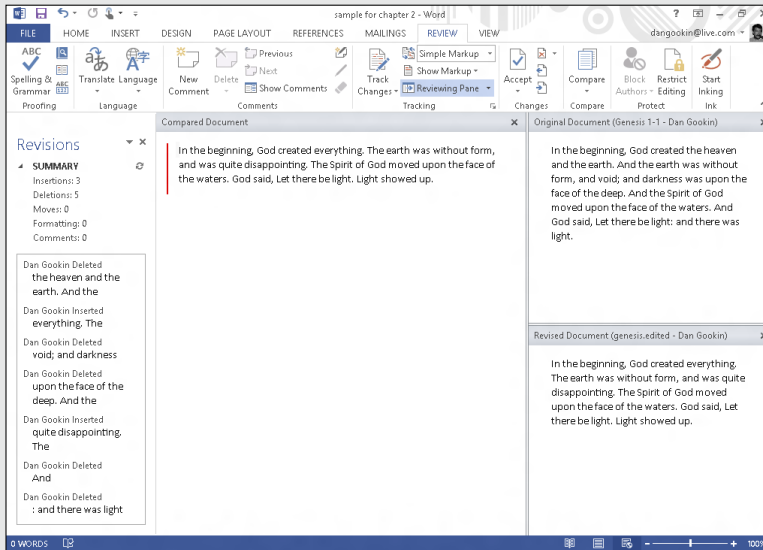 sample for chapter 2 - Word
FILE HOME INSERT DESIGN PAGE LAYOUT REFERENCES MAILINGS REVIEW VIEW dangookin@live.com
ABC
Spelling & Grammar
Proofing
ABC
Translate Language
Language
New Comment
Delete
Previous
Next
Show Comments
Comments
Track Changes
Simple Markup
Show Markup
Reviewing Pane
Tracking
Accept
Changes
Compare
Compare
Block Authors
Restrict Editing
Protect
Start Inking
Ink
Revisions
SUMMARY
Insertions: 3
Deletions: 5
Moves: 0
Formatting: 0
Comments: 0
Dan Gookin Deleted
the heaven and the
earth. And the
Dan Gookin Inserted
everything. The
Dan Gookin Deleted
void; and darkness
Dan Gookin Deleted
upon the face of the
deep. And the
Dan Gookin Inserted
quite disappointing.
The
Dan Gookin Deleted
And
Dan Gookin Deleted
: and there was light
Compared Document
In the beginning, God created everything. The earth was without form,
and was quite disappointing. The Spirit of God moved upon the face of
the waters. God said, Let there be light. Light showed up.
Original Document (Genesis 1-1 - Dan Gookin)
In the beginning, God created the heaven
and the earth. And the earth was without
form, and void; and darkness was upon the
face of the deep. And the Spirit of God
moved upon the face of the waters. And
God said, Let there be light: and there was
light.
Revised Document (genesis.edited - Dan Gookin)
In the beginning, God created everything.
The earth was without form, and was quite
disappointing. The Spirit of God moved
upon the face of the waters. God said, Let
there be light. Light showed up.
0 WORDS
100%